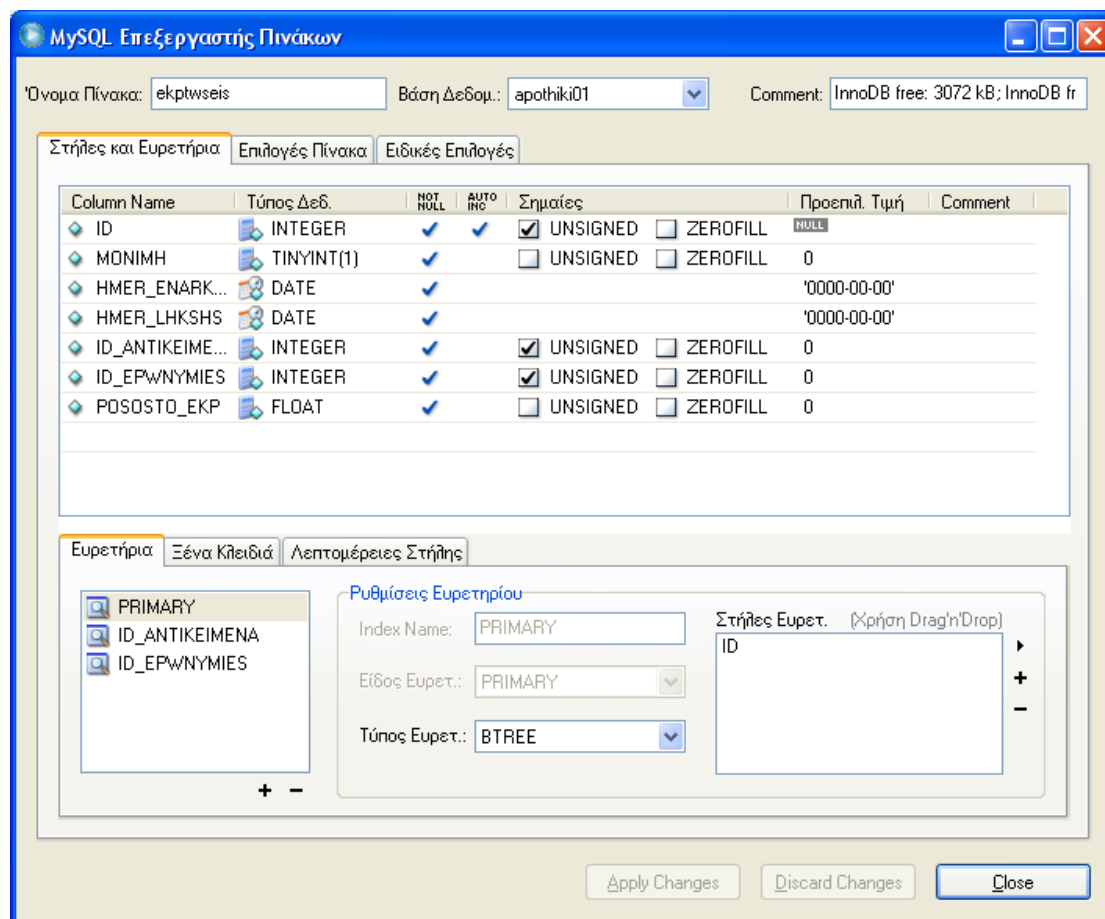 MySQL Επεξεργαστής Πινάκων
Όνομα Πίνακα: ekptwseis Βάση Δεδομ.: apothiki01 Comment: InnoDB free: 3072 kB; InnoDB fr
Στήλες και Ευρετήρια Επιλογές Πίνακα Ειδικές Επιλογές
Column Name Τύπος Δεδ. NOT NULL AUTO INC Σημαίες Προεπιλ. Τιμή Comment
ID INTEGER UNSIGNED ZEROFILL NULL
MONIMH TINYINT(1) UNSIGNED ZEROFILL 0
HMER_ENARK... DATE '0000-00-00'
HMER_LHKSHS DATE '0000-00-00'
ID_ANTIKEIME... INTEGER UNSIGNED ZEROFILL 0
ID_EPWNYMIES INTEGER UNSIGNED ZEROFILL 0
POSOSTO_EKP FLOAT UNSIGNED ZEROFILL 0
Ευρετήρια Ξένα Κλειδιά Λεπτομέρειες Στήλης
PRIMARY
ID_ANTIKEIMENA
ID_EPWNYMIES
Ρυθμίσεις Ευρετηρίου
Index Name: PRIMARY
Είδος Ευρετ.: PRIMARY
Τύπος Ευρετ.: BTREE
Στήλες Ευρετ. (Χρήση Drag'n'Drop)
ID
Apply Changes Discard Changes Close